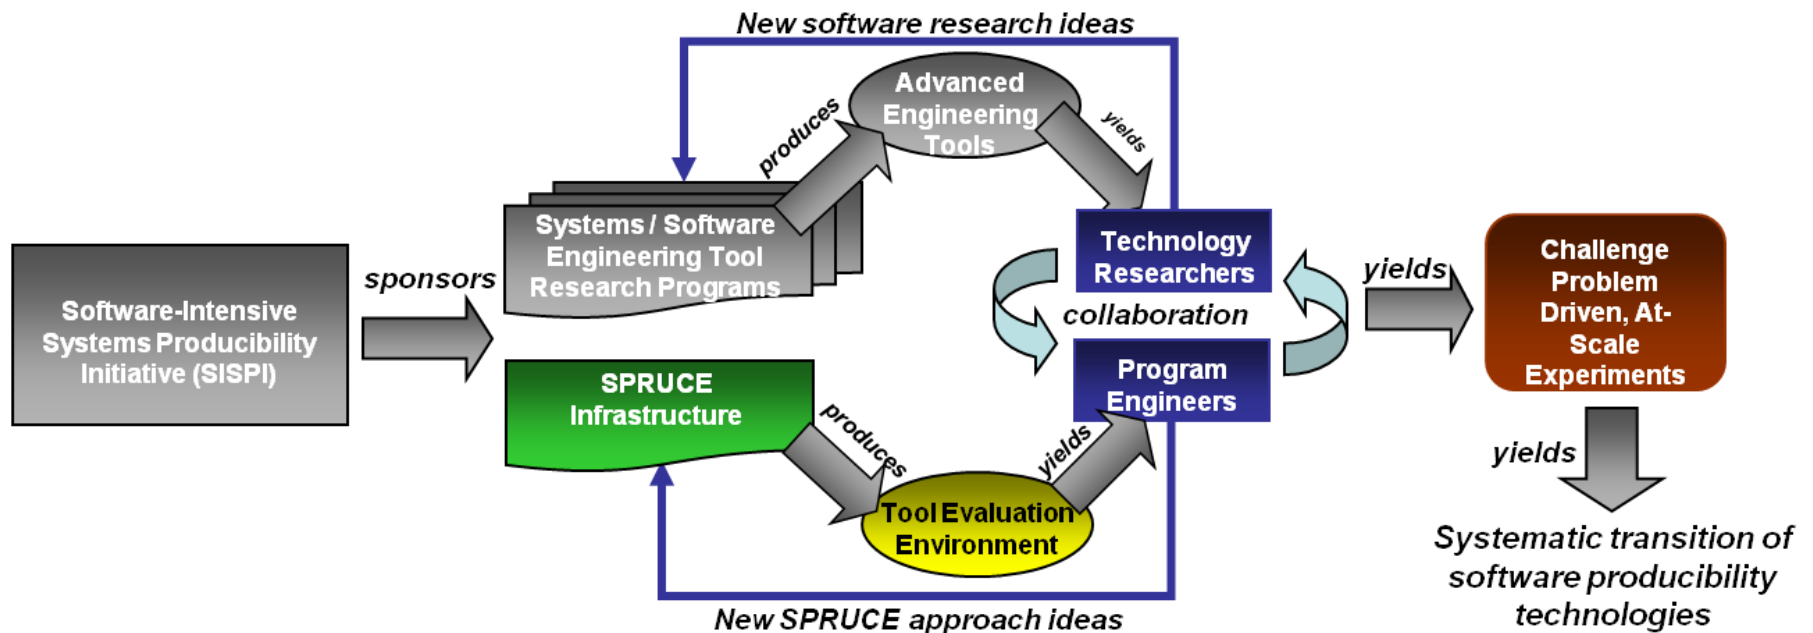 New software research ideas
Advanced
Engineering
Tools
produces
yields
Systems / Software
Engineering Tool
Research Programs
Technology
Researchers
Challenge
Problem
Driven, At-
Scale
Experiments
sponsors
yields
Software-Intensive
Systems Producibility
Initiative (SISPI)
collaboration
SPRUCE
Infrastructure
Program
Engineers
produces
yields
yields
Tool Evaluation
Environment
Systematic transition of
software producibility
technologies
New SPRUCE approach ideas